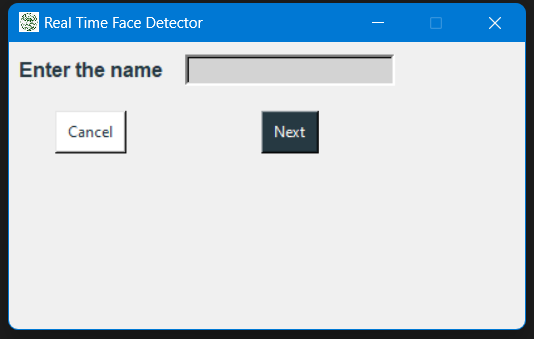 Real Time Face Detector
Enter the name
Cancel
Next